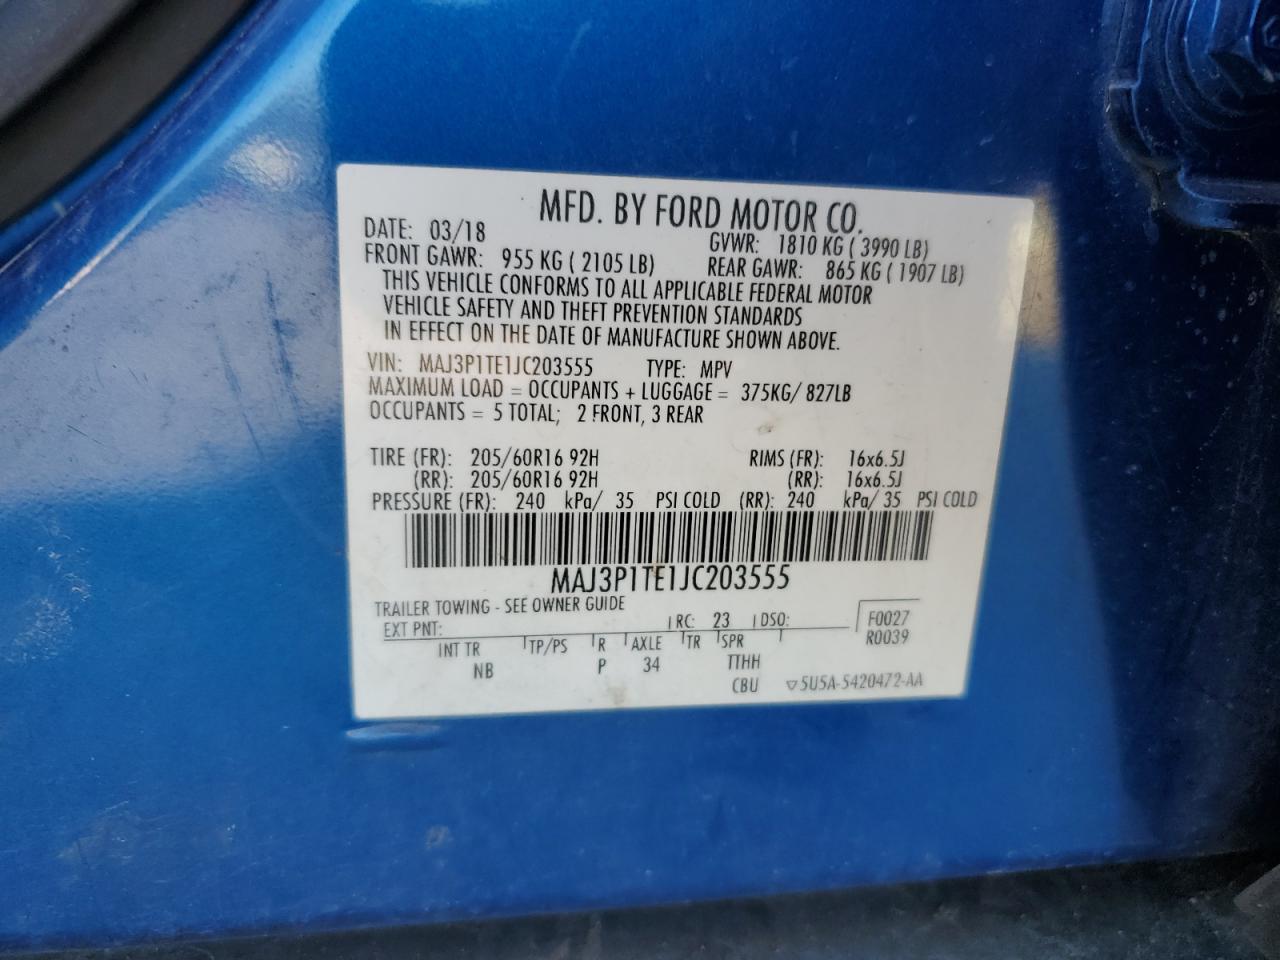 MFD. BY FORD MOTOR CO.
DATE: 03/18 GVWR: 1810 KG ( 3990 LB)
FRONT GAWR: 955 KG ( 2105 LB) REAR GAWR: 865 KG ( 1907 LB)
THIS VEHICLE CONFORMS TO ALL APPLICABLE FEDERAL MOTOR
VEHICLE SAFETY AND THEFT PREVENTION STANDARDS
IN EFFECT ON THE DATE OF MANUFACTURE SHOWN ABOVE.
VIN: MAJ3P1TE1JC203555 TYPE: MPV
MAXIMUM LOAD = OCCUPANTS + LUGGAGE = 375KG/ 827LB
OCCUPANTS = 5 TOTAL; 2 FRONT, 3 REAR
TIRE (FR): 205/60R16 92H RIMS (FR): 16x6.5J
(RR): 205/60R16 92H (RR): 16x6.5J
PRESSURE (FR): 240 kPa/ 35 PSI COLD (RR): 240 kPa/ 35 PSI COLD
MAJ3P1TE1JC203555
TRAILER TOWING - SEE OWNER GUIDE
EXT PNT: RC: 23 DSO: F0027
R0039
INT TR TP/PS R AXLE TR SPR
NB P 34 TTHH
CBU ▽5U5A-5420472-AA